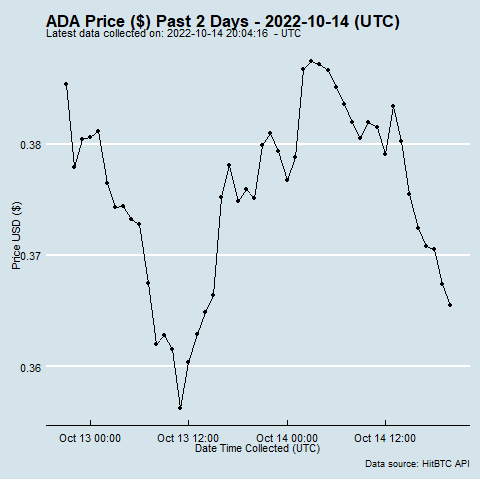 ADA Price ($) Past 2 Days - 2022-10-14 (UTC)
Latest data collected on: 2022-10-14 20:04:16 - UTC
Price USD ($)
0.38
0.37
0.36
Oct 13 00:00 Oct 13 12:00 Oct 14 00:00 Oct 14 12:00
Date Time Collected (UTC)
Data source: HitBTC API